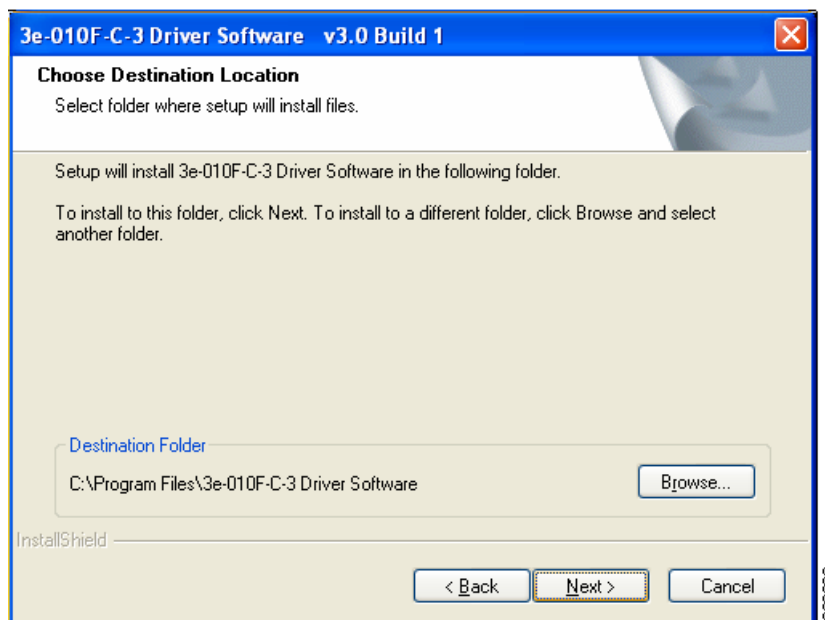 3e-010F-C-3 Driver Software v3.0 Build 1
Choose Destination Location
Select folder where setup will install files.
Setup will install 3e-010F-C-3 Driver Software in the following folder.
To install to this folder, click Next. To install to a different folder, click Browse and select
another folder.
Destination Folder
C:\Program Files\3e-010F-C-3 Driver Software
Browse...
InstallShield
< Back
Next >
Cancel